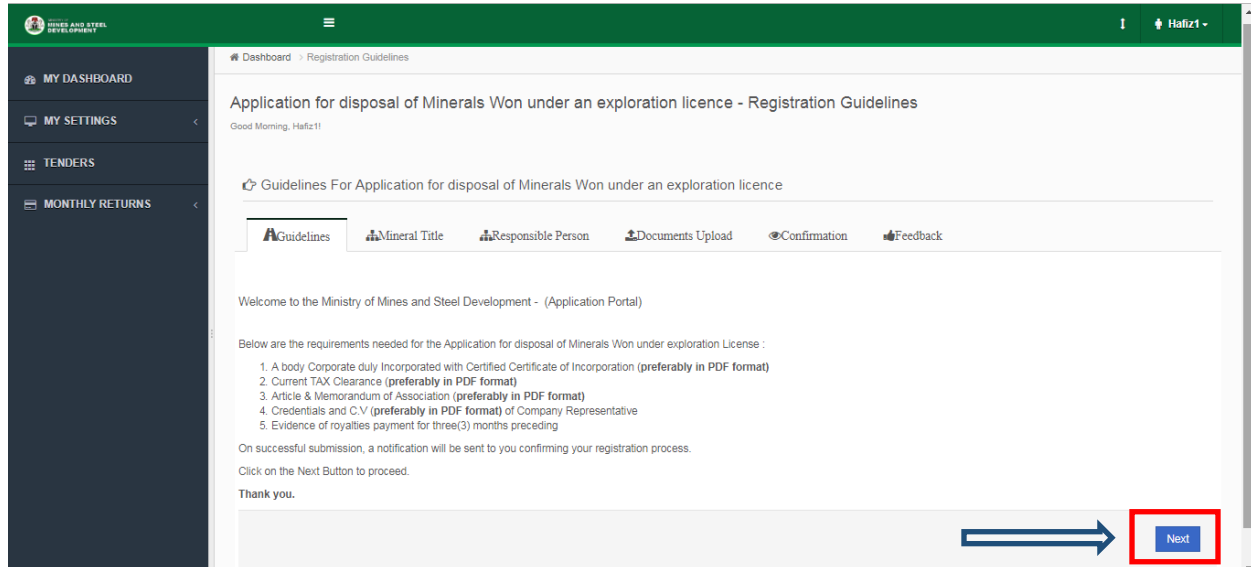 MINISTRY OF
MINES AND STEEL
DEVELOPMENT
Hafiz1
MY DASHBOARD
MY SETTINGS
TENDERS
MONTHLY RETURNS
Dashboard > Registration Guidelines
Application for disposal of Minerals Won under an exploration licence - Registration Guidelines
Good Morning, Hafiz1!
Guidelines For Application for disposal of Minerals Won under an exploration licence
Guidelines Mineral Title Responsible Person Documents Upload Confirmation Feedback
Welcome to the Ministry of Mines and Steel Development - (Application Portal)
Below are the requirements needed for the Application for disposal of Minerals Won under exploration License :
1. A body Corporate duly Incorporated with Certified Certificate of Incorporation (preferably in PDF format)
2. Current TAX Clearance (preferably in PDF format)
3. Article & Memorandum of Association (preferably in PDF format)
4. Credentials and C.V (preferably in PDF format) of Company Representative
5. Evidence of royalties payment for three(3) months preceding
On successful submission, a notification will be sent to you confirming your registration process.
Click on the Next Button to proceed.
Thank you.
Next